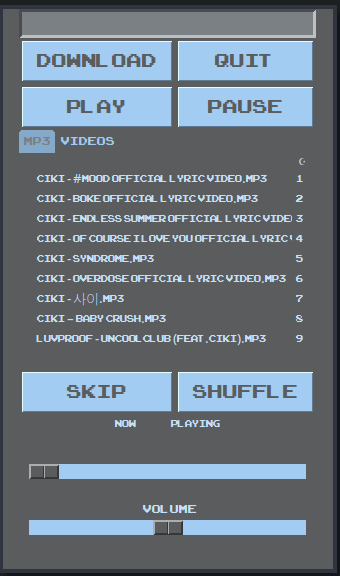 DOWNLOAD QUIT
PLAY PAUSE
MP3 VIDEOS
CIKI - #MOOD OFFICIAL LYRIC VIDEO.MP3 1
CIKI - BOKE OFFICIAL LYRIC VIDEO.MP3 2
CIKI - ENDLESS SUMMER OFFICIAL LYRIC VIDE 3
CIKI - OF COURSE I LOVE YOU OFFICIAL LYRIC 4
CIKI - SYNDROME.MP3 5
CIKI - OVERDOSE OFFICIAL LYRIC VIDEO.MP3 6
CIKI - 사이.MP3 7
CIKI – BABY CRUSH.MP3 8
LUVPROOF - UNCOOL CLUB (FEAT. CIKI).MP3 9
SKIP SHUFFLE
NOW PLAYING
VOLUME